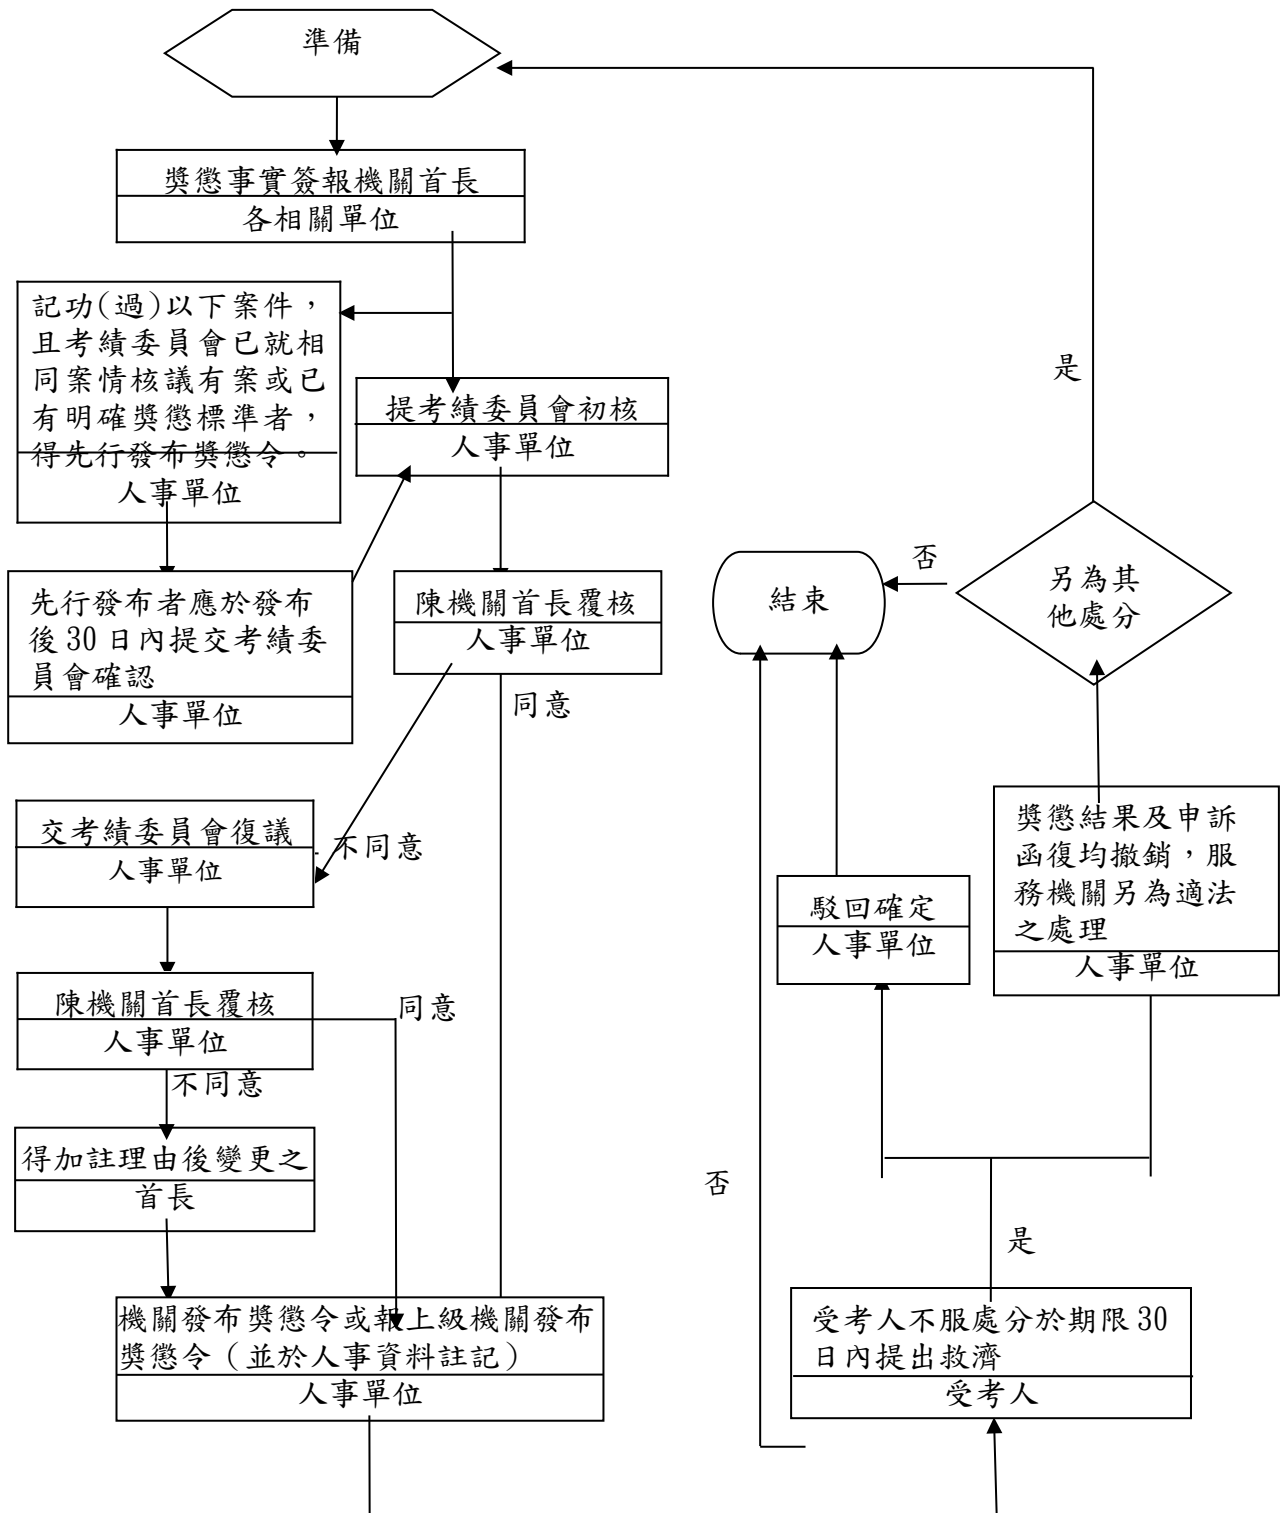 準備
獎懲事實簽報機關首長
各相關單位
記功(過)以下案件，
且考績委員會已就相
同案情核議有案或已
有明確獎懲標準者，
得先行發布獎懲令。
人事單位
提考績委員會初核
人事單位
先行發布者應於發布
後 30 日內提交考績委
員會確認
人事單位
陳機關首長覆核
人事單位
同意
不同意
交考績委員會復議
人事單位
陳機關首長覆核
人事單位
同意
不同意
得加註理由後變更之
首長
機關發布獎懲令或報上級機關發布
獎懲令（並於人事資料註記）
人事單位
是
否
結束
另為其
他處分
駁回確定
人事單位
獎懲結果及申訴
函復均撤銷，服
務機關另為適法
之處理
人事單位
否
是
受考人不服處分於期限 30
日內提出救濟
受考人